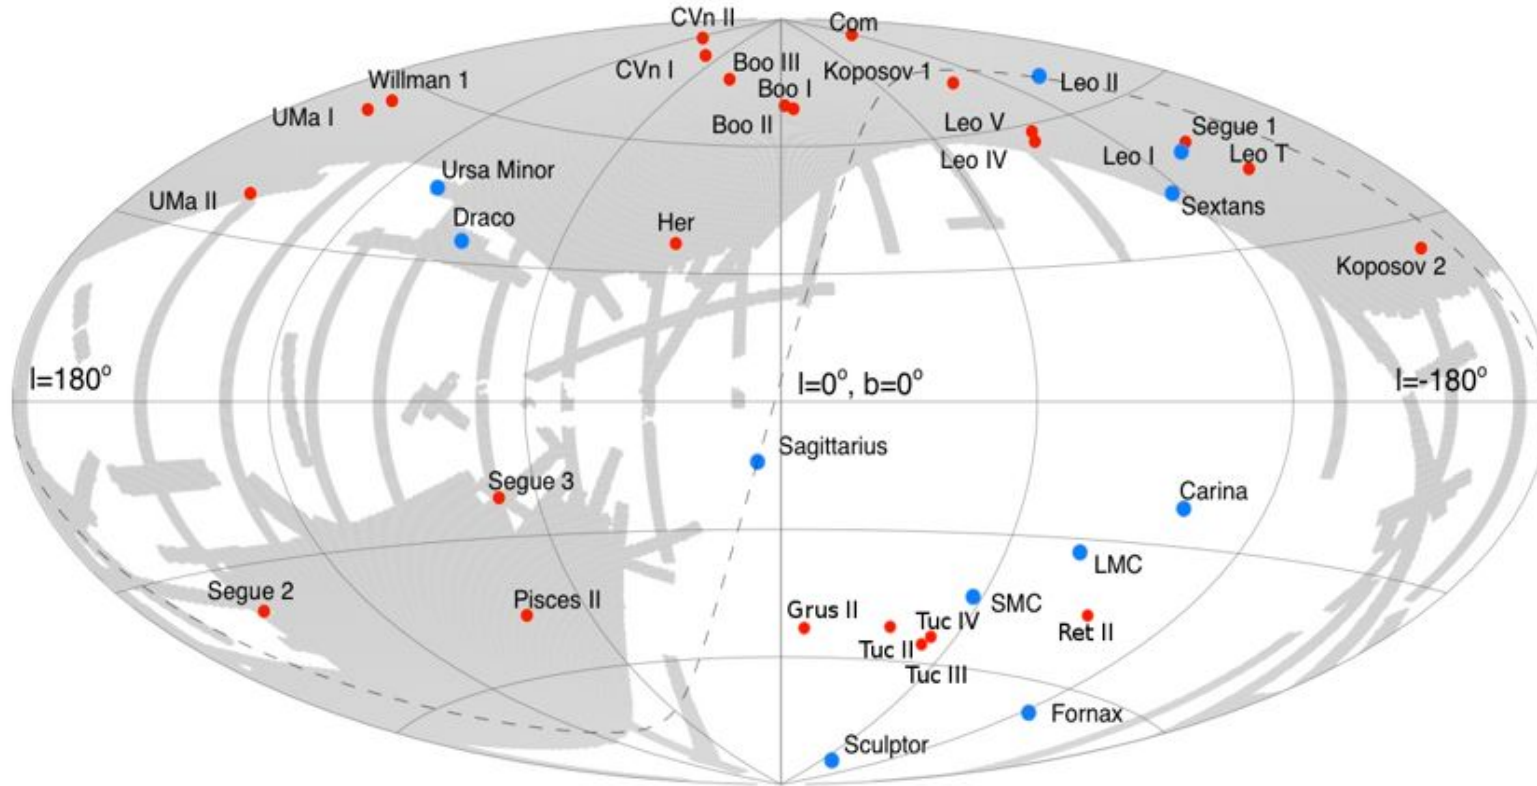 CVn II
Com
CVn I
Boo III
Koposov 1
Leo II
Willman 1
Boo I
UMa I
Boo II
Leo V
Segue 1
Leo IV
Leo I
Leo T
Ursa Minor
UMa II
Sextans
Draco
Her
Koposov 2
l=180°
l=0°, b=0°
l=-180°
Sagittarius
Segue 3
Carina
LMC
Segue 2
Pisces II
Grus II
SMC
Tuc IV
Ret II
Tuc II
Tuc III
Fornax
Sculptor